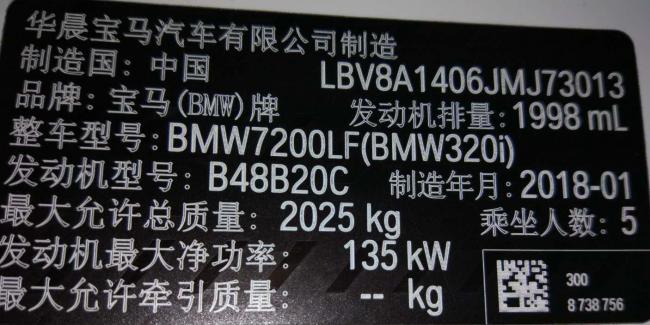 华晨宝马汽车有限公司制造
制造国: 中国 LBV8A1406JMJ73013
品牌: 宝马(BMW)牌 发动机排量: 1998 mL
整车型号: BMW7200LF(BMW320i)
发动机型号: B48B20C 制造年月: 2018-01
最大允许总质量: 2025 kg 乘坐人数: 5
发动机最大净功率: 135 kW
最大允许牵引质量: -- kg
300
8 738 756